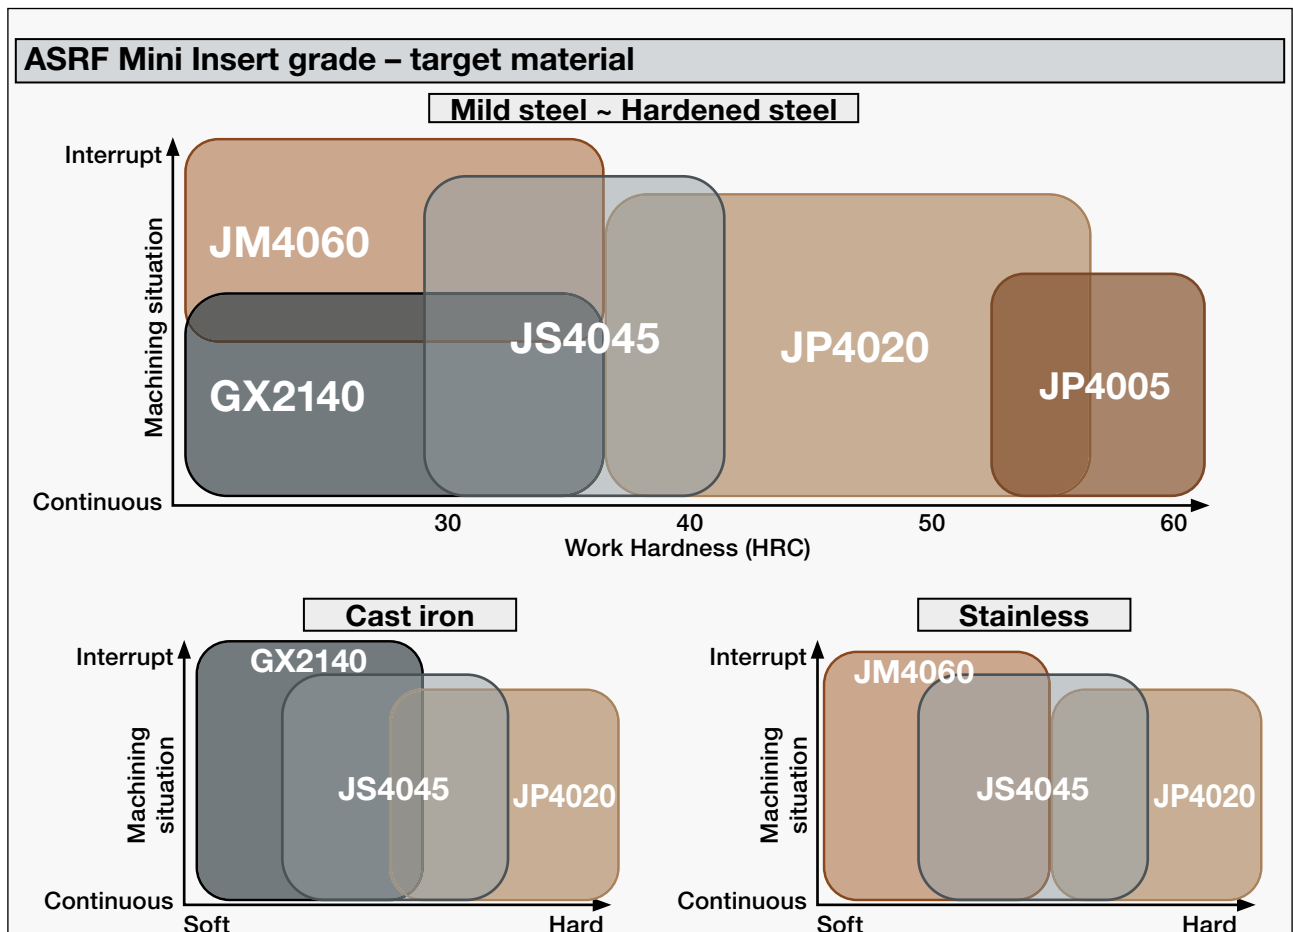 ASRF Mini Insert grade – target material
Mild steel ~ Hardened steel
Interrupt
Machining situation
JM4060
JS4045
JP4020
JP4005
GX2140
Continuous
30
40
50
60
Work Hardness (HRC)
Cast iron
Interrupt
Machining
situation
GX2140
JS4045
JP4020
Continuous
Soft
Hard
Stainless
Interrupt
Machining
situation
JM4060
JS4045
JP4020
Continuous
Soft
Hard